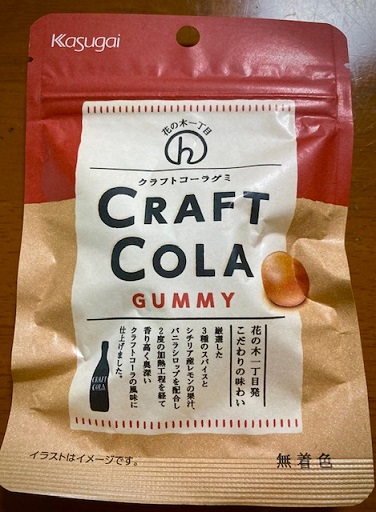 Kasugai
花の木一丁目
ん
クラフトコーラグミ
CRAFT
COLA
GUMMY
花の木一丁目発
こだわりの味わい
厳選した
3種のスパイスと
シチリア産レモンの果汁、
バニラシロップを配合し
2度の加熱工程を経て
香り高く奥深い
クラフトコーラの風味に
仕上げました。
CRAFT
COLA
イラストはイメージです。
無着色